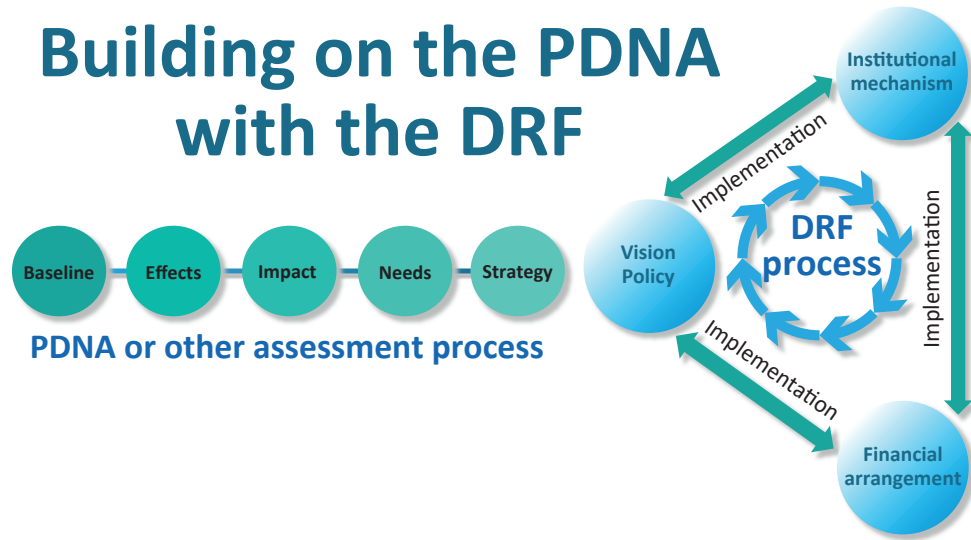 Building on the PDNA
with the DRF
Baseline
Effects
Impact
Needs
Strategy
PDNA or other assessment process
Institutional
mechanism
Implementation
Vision
Policy
DRF
process
Implementation
Implementation
Financial
arrangement